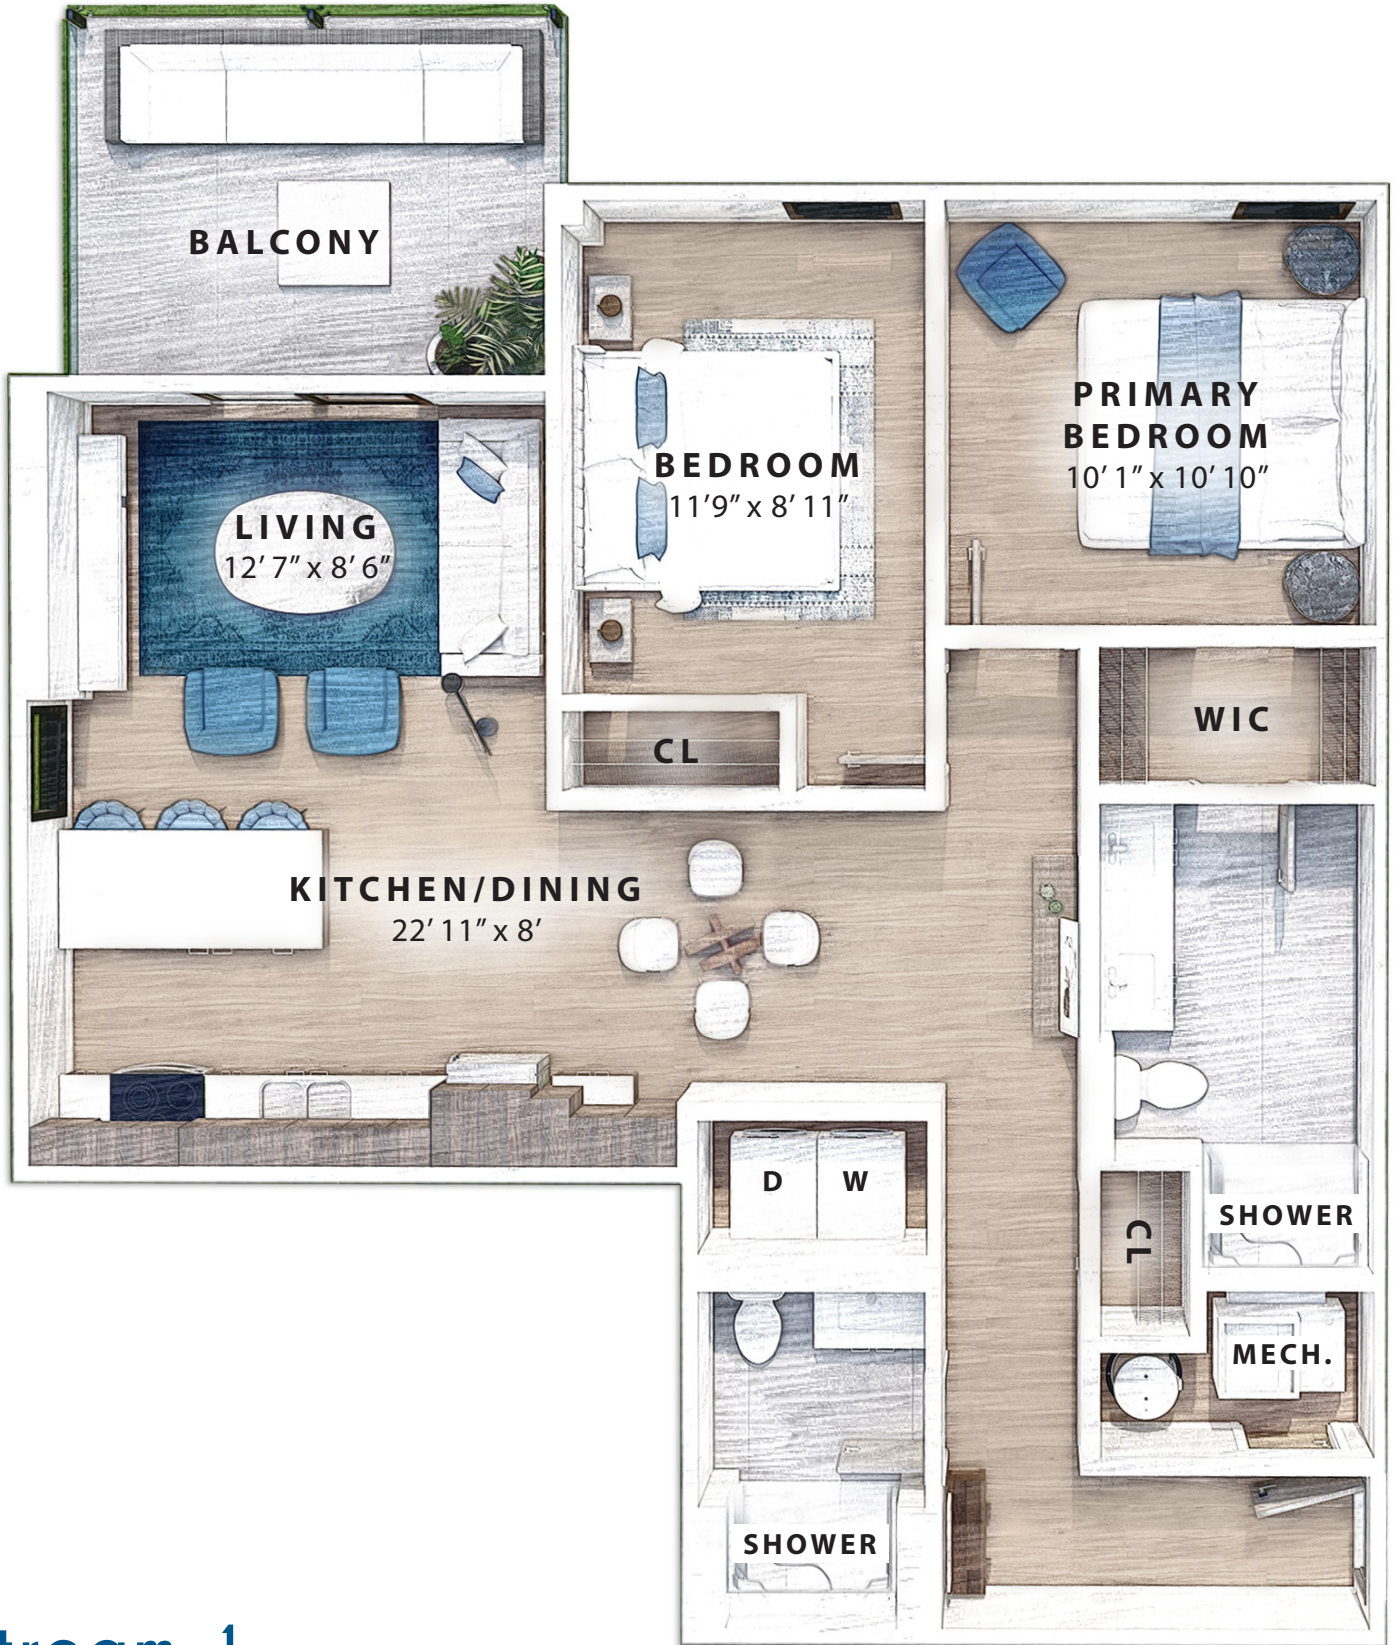 BALCONY
PRIMARY
BEDROOM
10' 1" x 10' 10"
BEDROOM
11'9" x 8' 11"
LIVING
12' 7" x 8' 6"
WIC
CL
KITCHEN/DINING
22' 11" x 8'
D
W
SHOWER
CL
MECH.
SHOWER